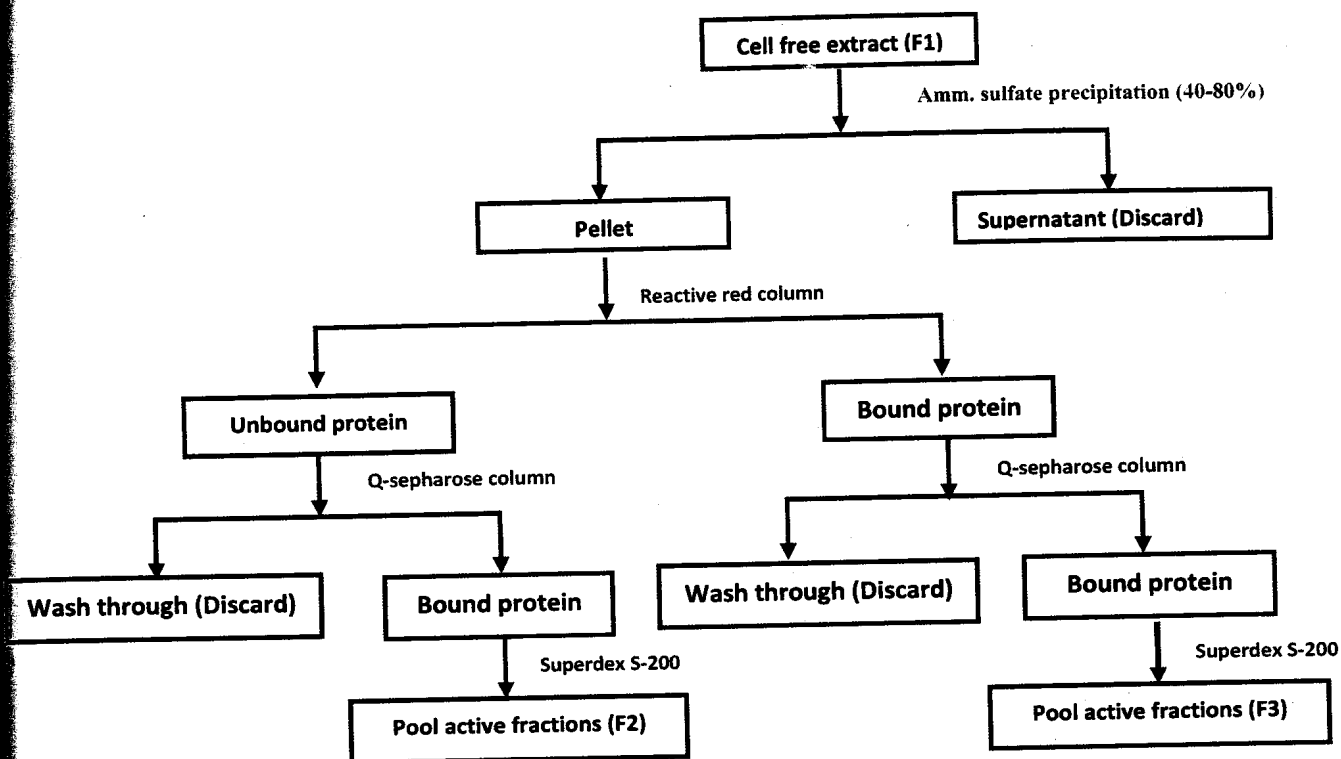 Cell free extract (F1)
Amm. sulfate precipitation (40-80%)
Pellet
Supernatant (Discard)
Reactive red column
Unbound protein
Bound protein
Q-sepharose column
Q-sepharose column
Wash through (Discard)
Bound protein
Wash through (Discard)
Bound protein
Superdex S-200
Superdex S-200
Pool active fractions (F2)
Pool active fractions (F3)